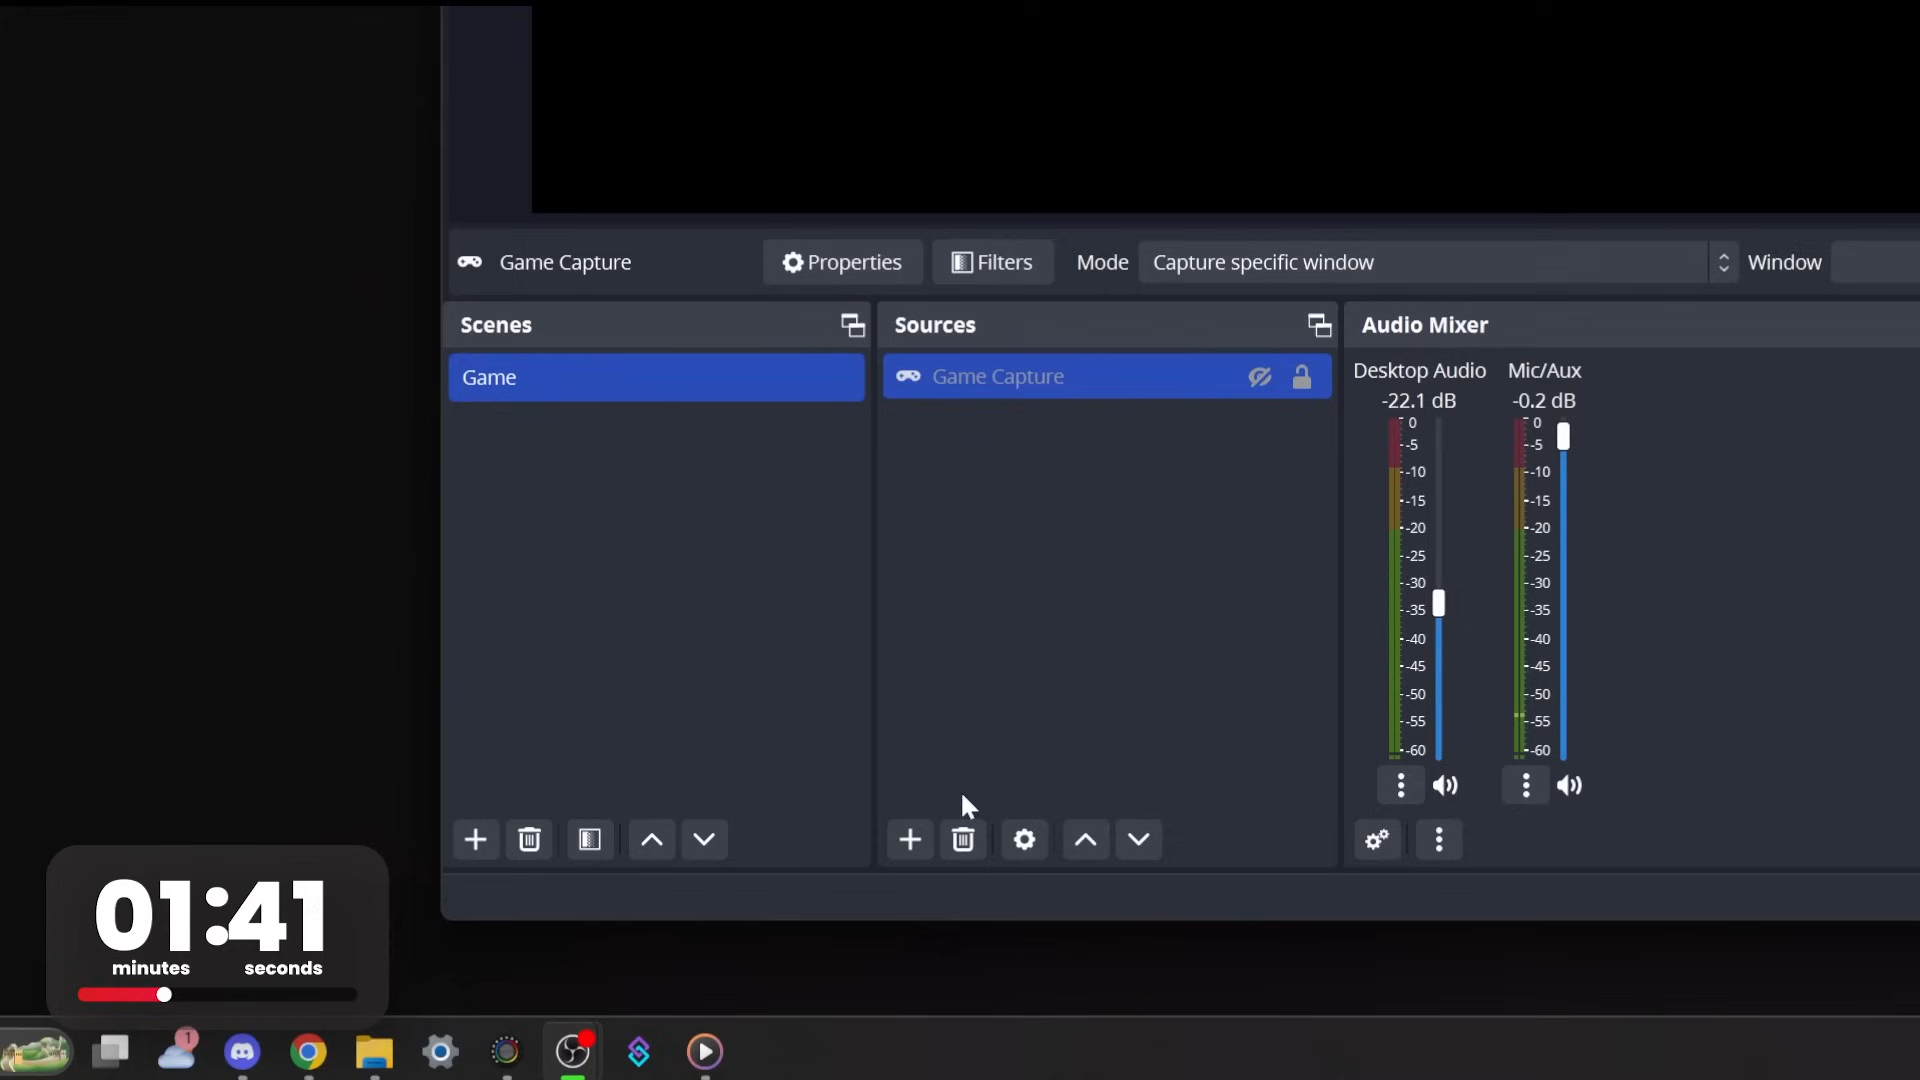 Game Capture
Properties
Filters
Mode
Capture specific window
Window
Scenes
Sources
Audio Mixer
Game
Game Capture
Desktop Audio
-22.1 dB
0
-5
-10
-15
-20
-25
-30
-35
-40
-45
-50
-55
-60
Mic/Aux
-0.2 dB
0
-5
-10
-15
-20
-25
-30
-35
-40
-45
-50
-55
-60
01:41
minutes seconds
1